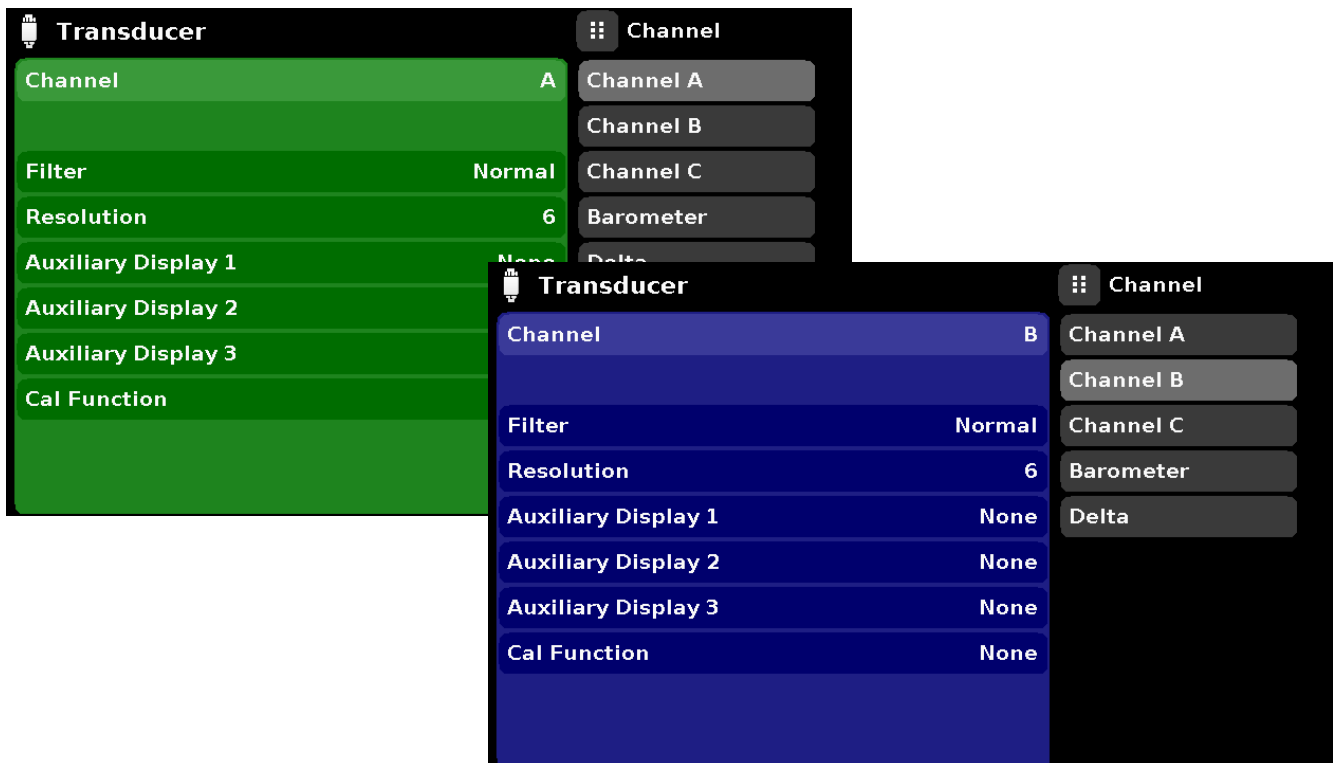 Transducer
Channel
Channel A
Channel A
Channel B
Filter Normal
Channel C
Resolution 6
Barometer
Auxiliary Display 1
Auxiliary Display 2
Auxiliary Display 3
Cal Function
Transducer
Channel
Channel B
Channel A
Channel B
Filter Normal
Channel C
Resolution 6
Barometer
Auxiliary Display 1 None
Delta
Auxiliary Display 2 None
Auxiliary Display 3 None
Cal Function None